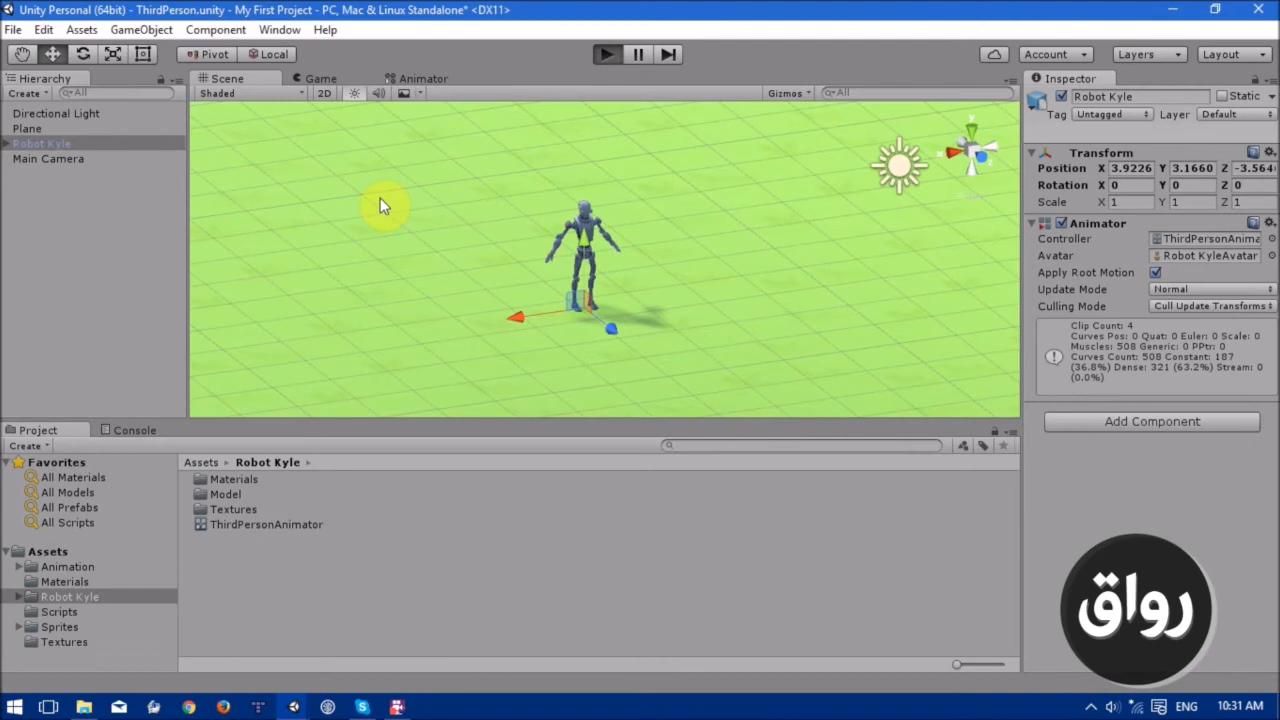 Unity Personal (64bit) - ThirdPerson.unity - My First Project - PC, Mac & Linux Standalone* <DX11>
File Edit Assets GameObject Component Window Help
Pivot Local Account Layers Layout
Hierarchy Scene Game Animator Inspector
Create All Shaded 2D Gizmos All Robot Kyle Static
Tag Untagged Layer Default
Directional Light
Plane
Robot Kyle
Main Camera
y
Transform
Position X 3.9226 Y 3.1660 Z -3.564
Rotation X 0 Y 0 Z 0
Scale X 1 Y 1 Z 1
Animator
Controller ThirdPersonAnima
Avatar Robot KyleAvatar
Apply Root Motion
Update Mode Normal
Culling Mode Cull Update Transforms
Clip Count: 4
Curves Pos: 0 Quat: 0 Euler: 0 Scale: 0
Muscles: 508 Generic: 0 PPtr: 0
Curves Count: 508 Constant: 187
(36.8%) Dense: 321 (63.2%) Stream: 0
(0.0%)
Add Component
Project Console
Create
Favorites
All Materials
All Models
All Prefabs
All Scripts
Assets
Animation
Materials
Robot Kyle
Scripts
Sprites
Textures
Assets Robot Kyle
Materials
Model
Textures
ThirdPersonAnimator
رواق
ENG 10:31 AM